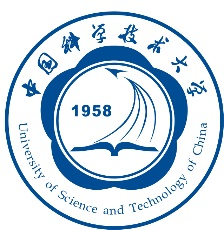 中国科学技术大学
1958
University of Science and Technology of China